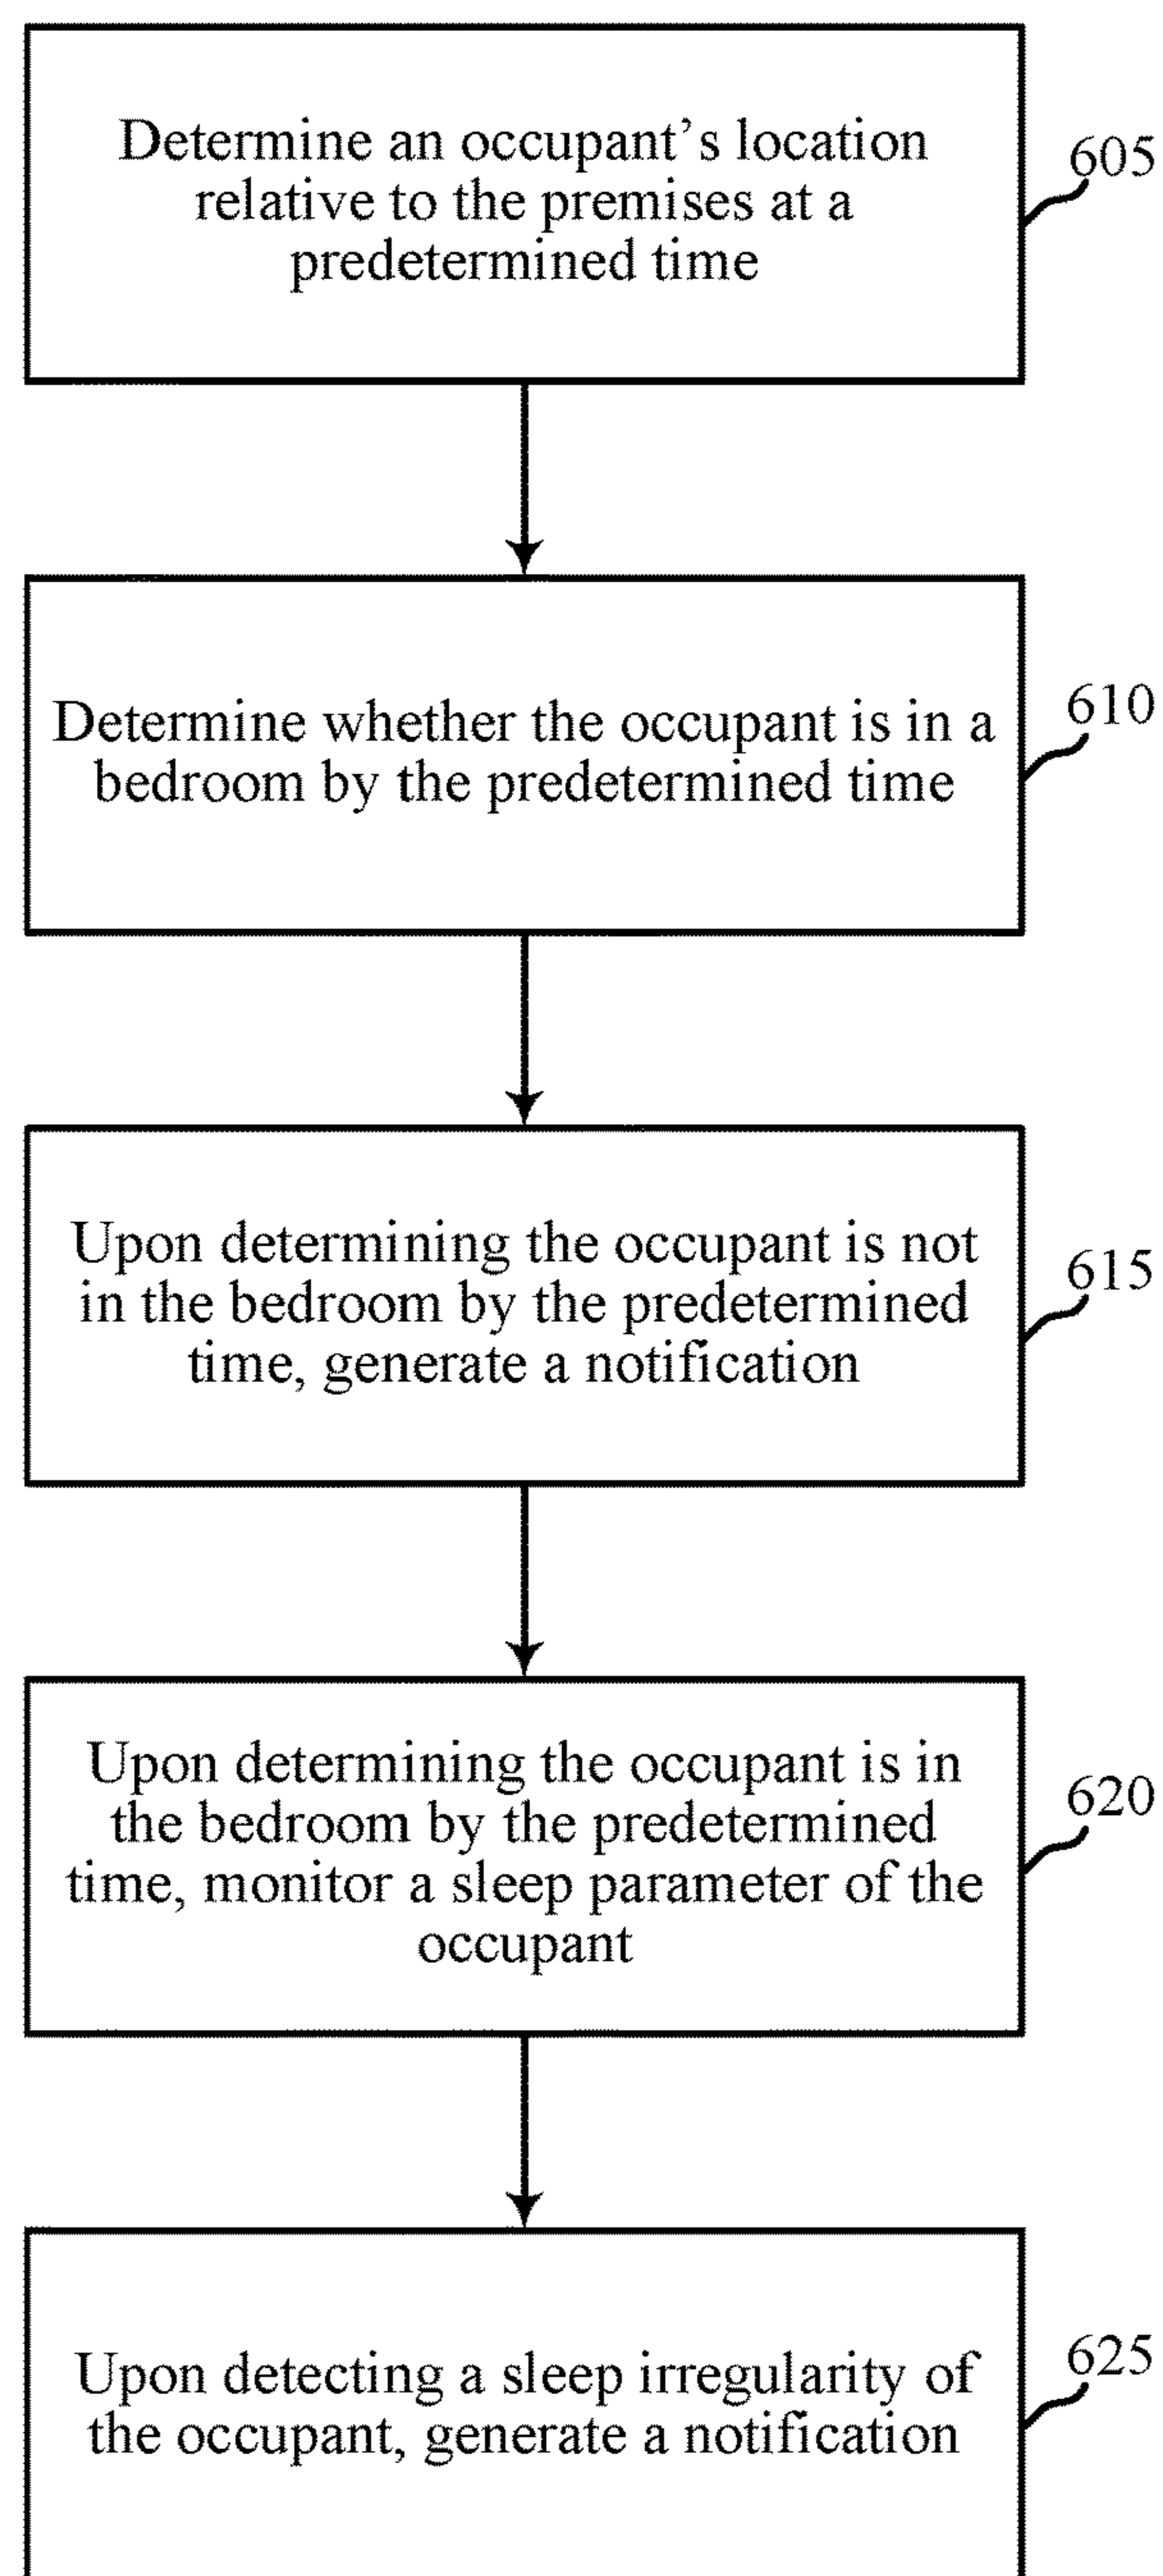 Determine an occupant’s location
relative to the premises at a
predetermined time
605
Determine whether the occupant is in a
bedroom by the predetermined time
610
Upon determining the occupant is not
in the bedroom by the predetermined
time, generate a notification
615
Upon determining the occupant is in
the bedroom by the predetermined
time, monitor a sleep parameter of the
occupant
620
Upon detecting a sleep irregularity of
the occupant, generate a notification
625